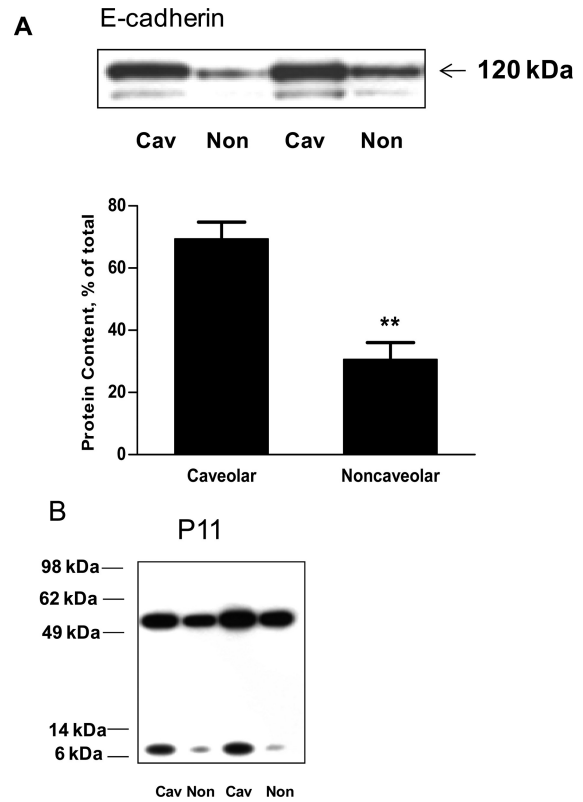 A
E-cadherin
120 kDa
Cav Non Cav Non
Protein Content, % of total
80
60
40
20
0
**
Caveolar Noncaveolar
B
P11
98 kDa
62 kDa
49 kDa
14 kDa
6 kDa
Cav Non Cav Non